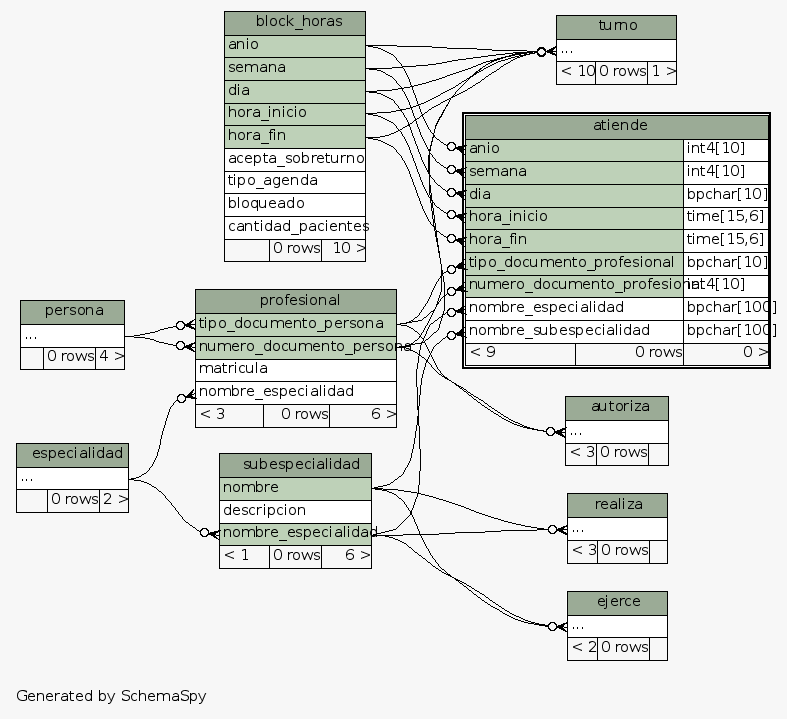 block_horas
anio
semana
dia
hora_inicio
hora_fin
acepta_sobreturno
tipo_agenda
bloqueado
cantidad_pacientes
0 rows 10 >
turno
...
< 10 0 rows 1 >
atiende
anio int4[10]
semana int4[10]
dia bpchar[10]
hora_inicio time[15,6]
hora_fin time[15,6]
tipo_documento_profesional bpchar[10]
numero_documento_profesional int4[10]
nombre_especialidad bpchar[100]
nombre_subespecialidad bpchar[100]
< 9 0 rows 0 >
persona
...
0 rows 4 >
profesional
tipo_documento_persona
numero_documento_persona
matricula
nombre_especialidad
< 3 0 rows 6 >
autoriza
...
< 3 0 rows
especialidad
...
0 rows 2 >
subespecialidad
nombre
descripcion
nombre_especialidad
< 1 0 rows 6 >
realiza
...
< 3 0 rows
ejerce
...
< 2 0 rows
Generated by SchemaSpy